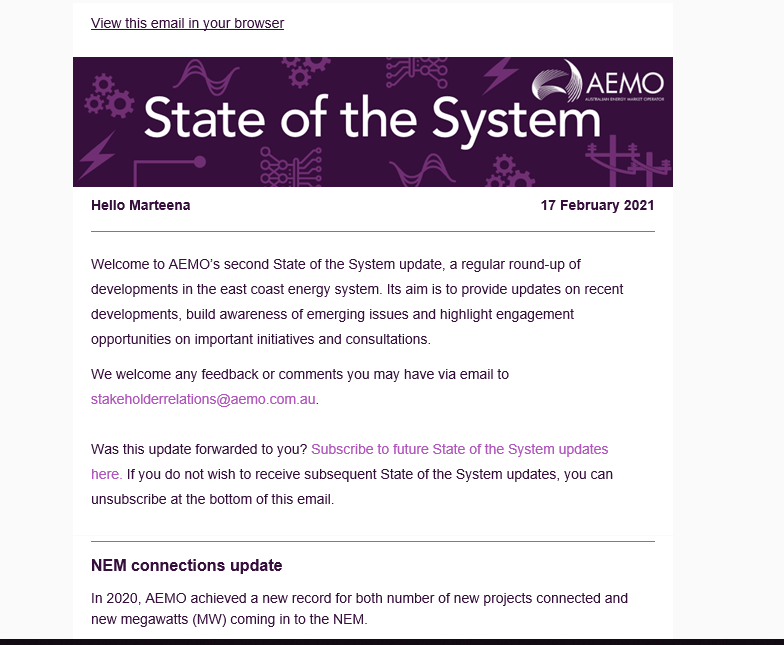 View this email in your browser
AEMO
AUSTRALIAN ENERGY MARKET OPERATOR
State of the System
Hello Marteena 17 February 2021
Welcome to AEMO’s second State of the System update, a regular round-up of
developments in the east coast energy system. Its aim is to provide updates on recent
developments, build awareness of emerging issues and highlight engagement
opportunities on important initiatives and consultations.
We welcome any feedback or comments you may have via email to
stakeholderrelations@aemo.com.au.
Was this update forwarded to you? Subscribe to future State of the System updates
here. If you do not wish to receive subsequent State of the System updates, you can
unsubscribe at the bottom of this email.
NEM connections update
In 2020, AEMO achieved a new record for both number of new projects connected and
new megawatts (MW) coming in to the NEM.